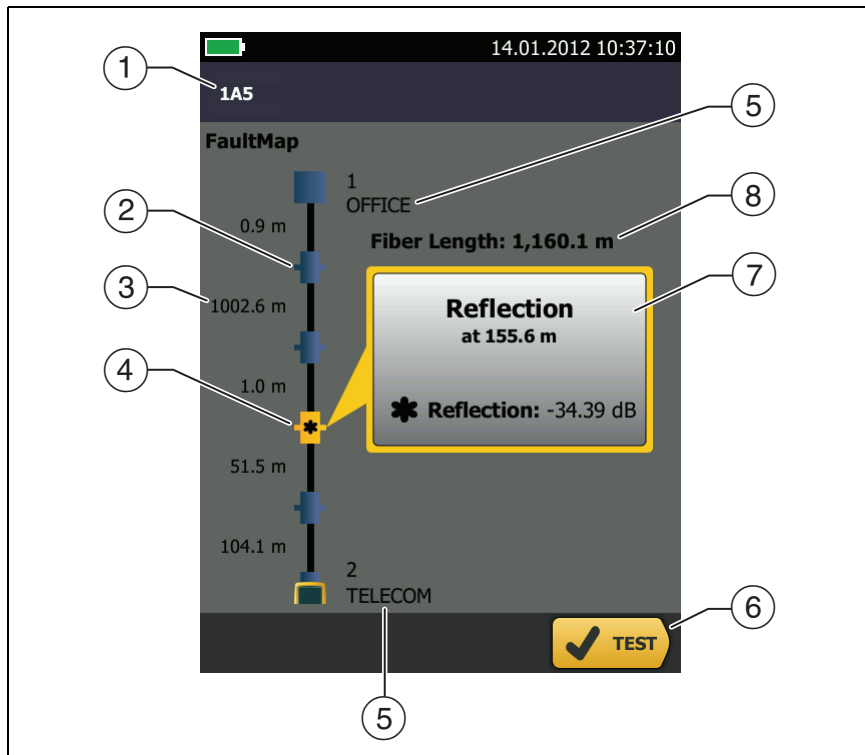 14.01.2012 10:37:10
1
1A5
5
FaultMap
1
OFFICE
8
0.9 m
Fiber Length: 1,160.1 m
2
7
3
1002.6 m
Reflection
at 155.6 m
4
1.0 m
✱ Reflection: -34.39 dB
✱
51.5 m
104.1 m
2
TELECOM
6
TEST
5